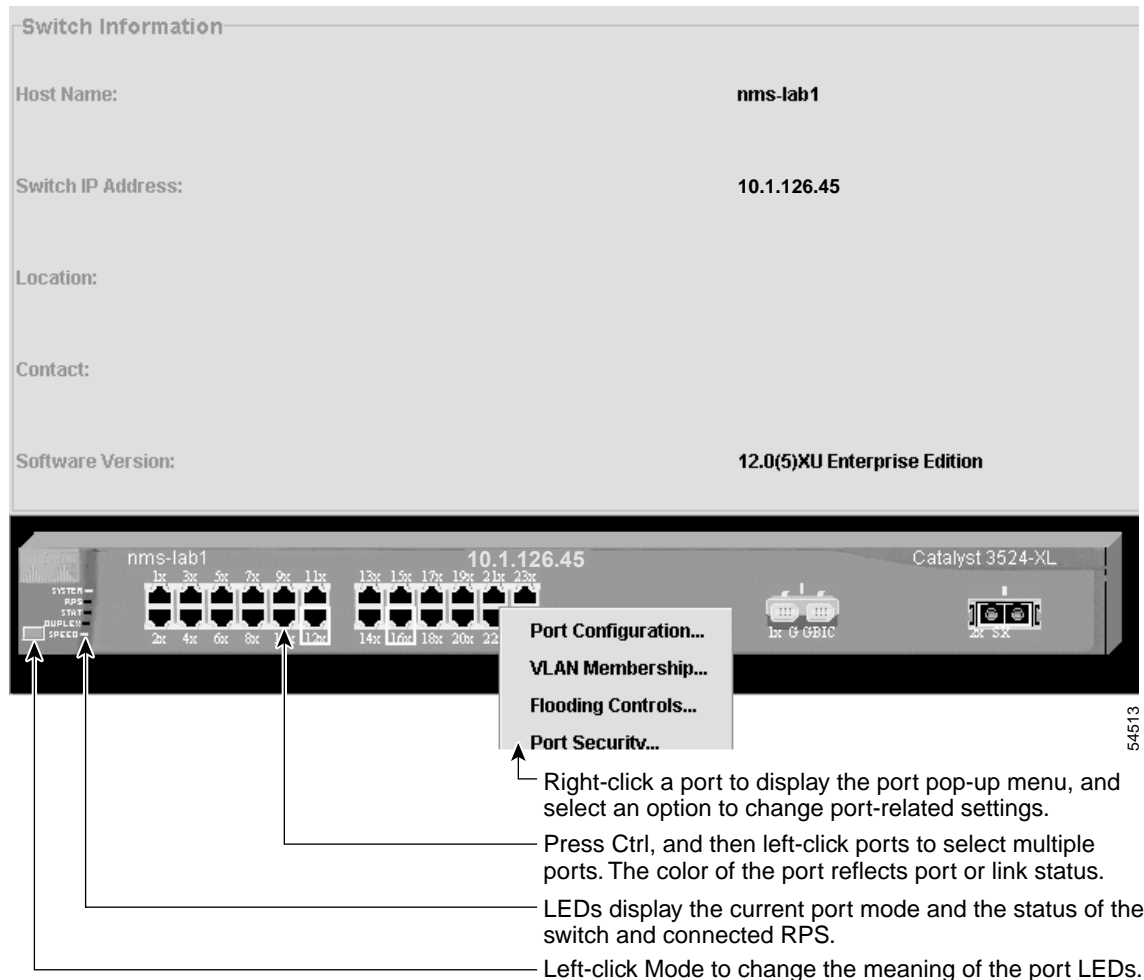 Switch Information
Host Name: nms-lab1
Switch IP Address: 10.1.126.45
Location:
Contact:
Software Version: 12.0(5)XU Enterprise Edition
nms-lab1 10.1.126.45 Catalyst 3524-XL
1x 3x 5x 7x 9x 11x 13x 15x 17x 19x 21x 23x
SYSTEM
RPS
STAT
DUPLEX
SPEED
2x 4x 6x 8x 12x 14x 16x 18x 20x 22
1x G GBIC
2x SX
Port Configuration...
VLAN Membership...
Flooding Controls...
Port Security...
54513
Right-click a port to display the port pop-up menu, and
select an option to change port-related settings.
Press Ctrl, and then left-click ports to select multiple
ports. The color of the port reflects port or link status.
LEDs display the current port mode and the status of the
switch and connected RPS.
Left-click Mode to change the meaning of the port LEDs.